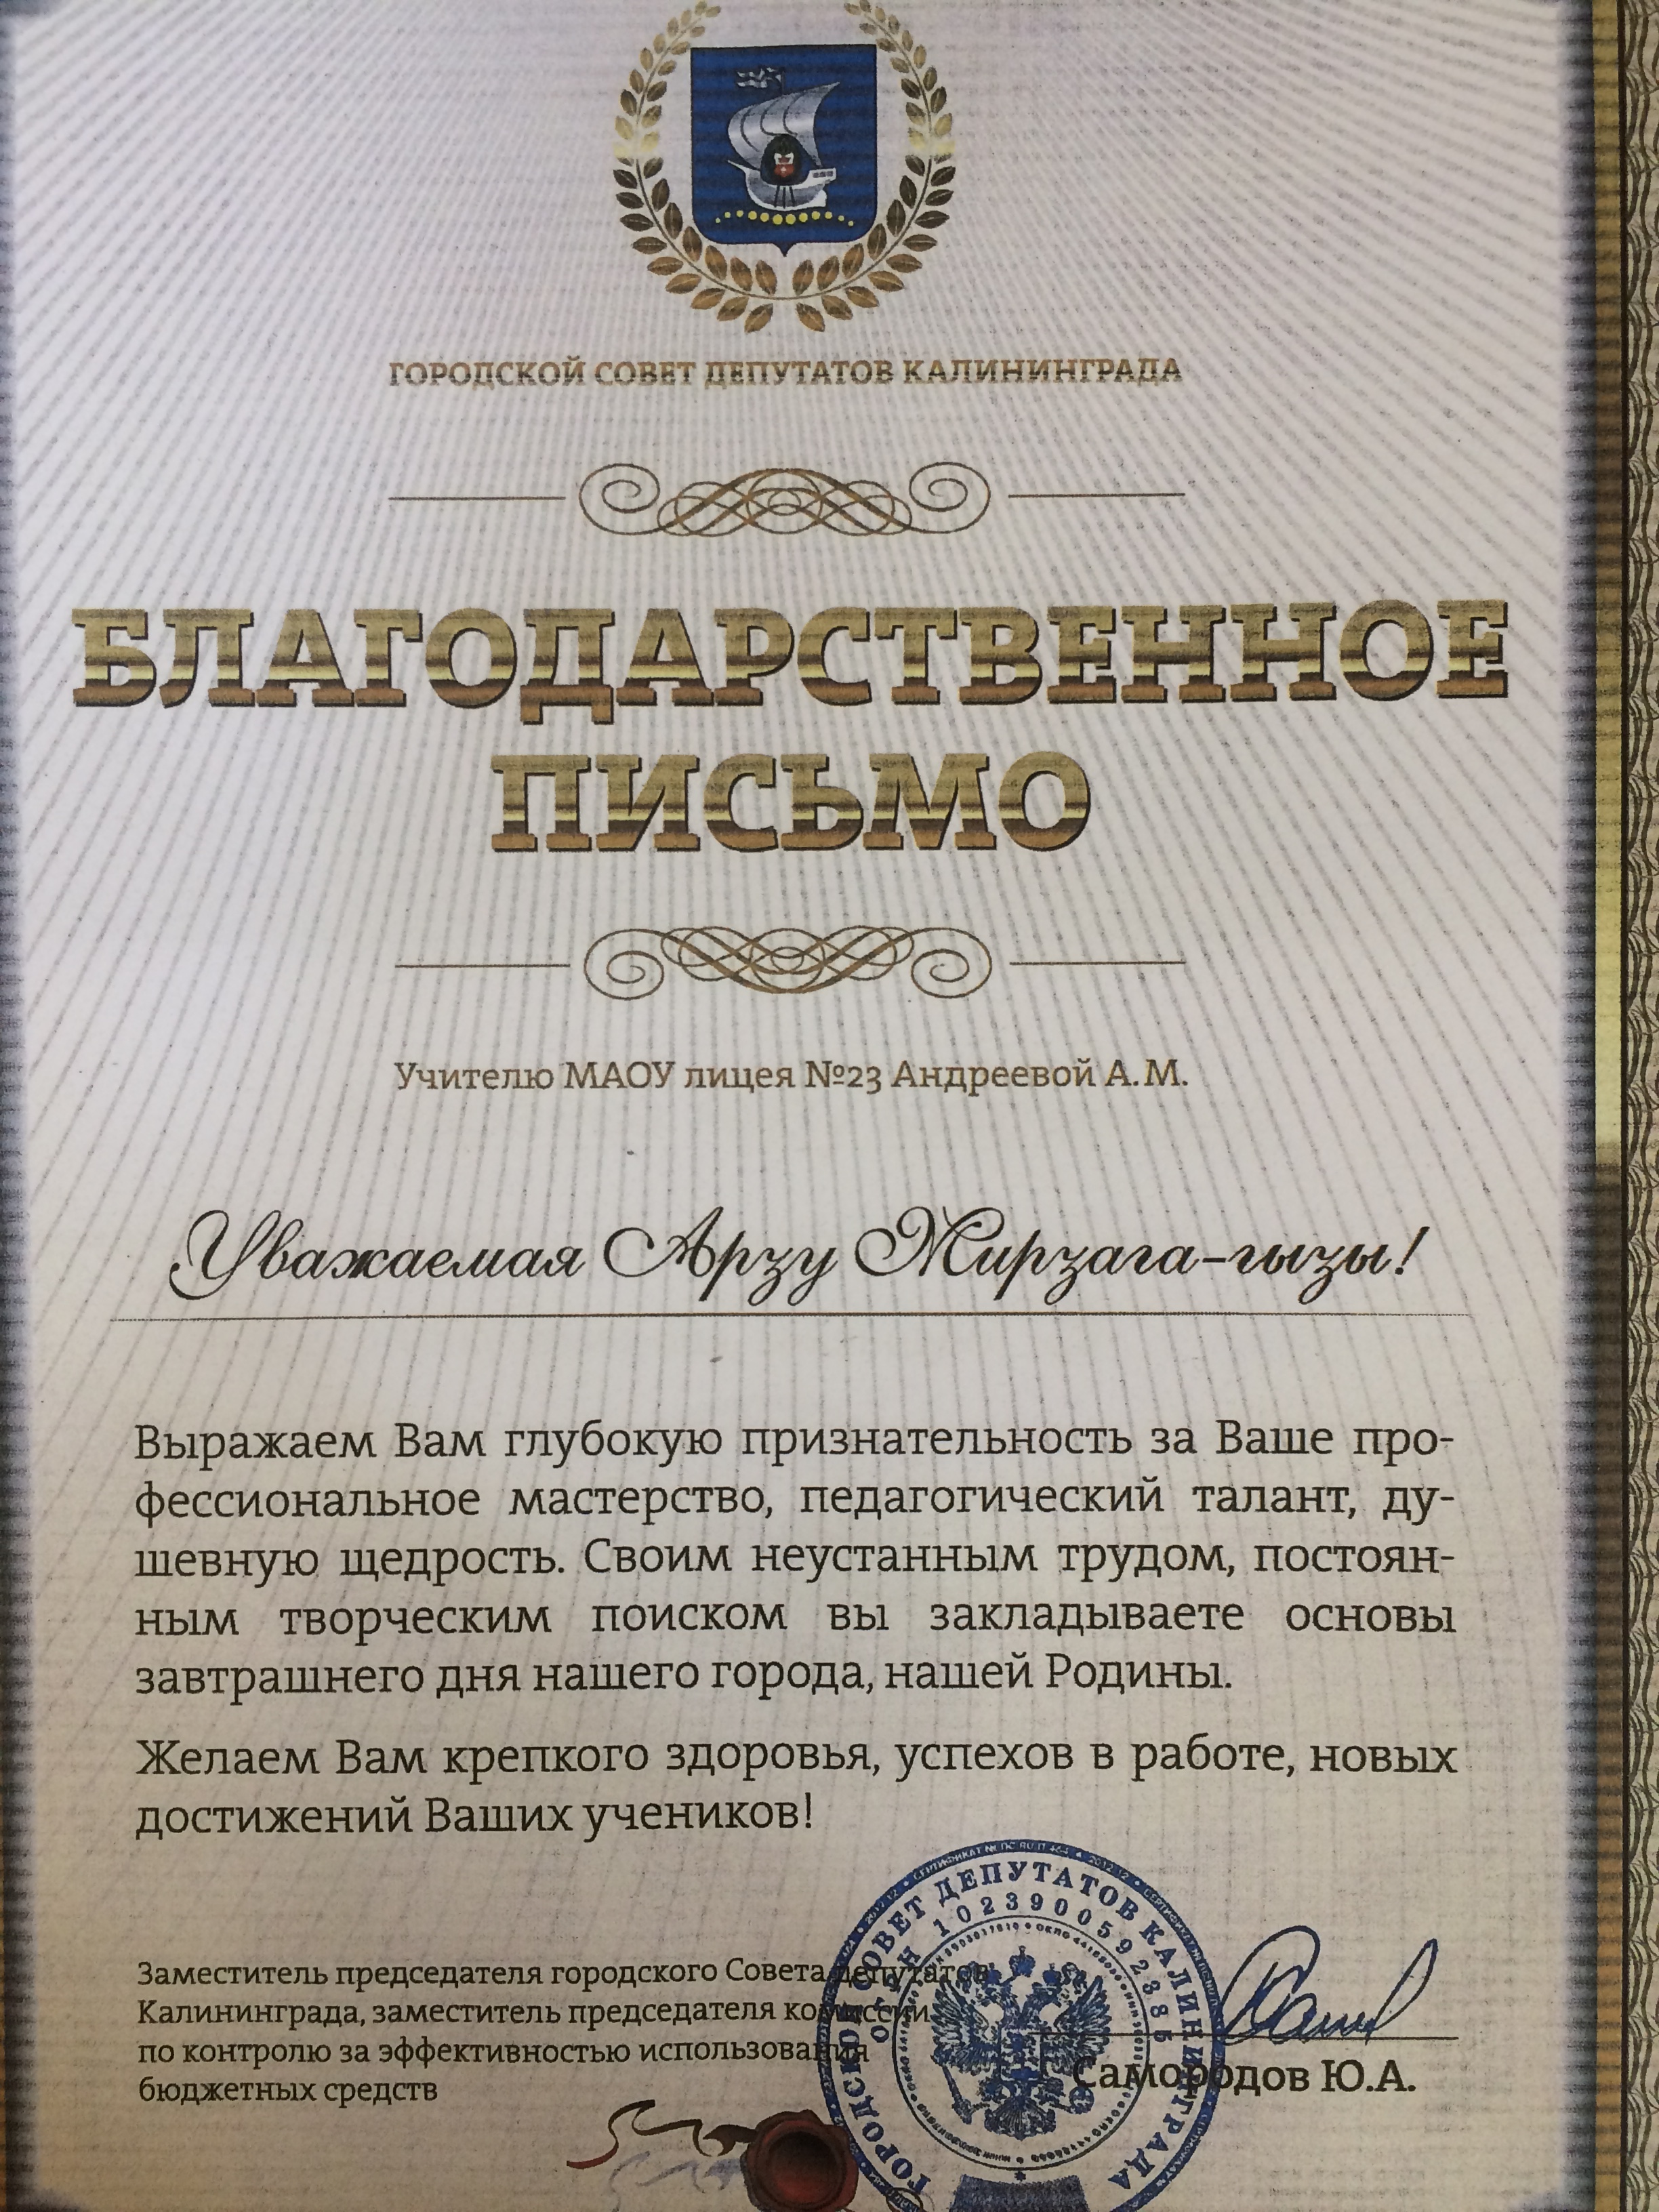 ГОРОДСКОЙ СОВЕТ ДЕПУТАТОВ КАЛИНИНГРАДА
БЛАГОДАРСТВЕННОЕ
ПИСЬМО
Учителю МАОУ лицея №23 Андреевой А.М.
Уважаемая Арзу Мирзага-гызы!
Выражаем Вам глубокую признательность за Ваше про-
фессиональное мастерство, педагогический талант, ду-
шевную щедрость. Своим неустанным трудом, постоян-
ным творческим поиском вы закладываете основы
завтрашнего дня нашего города, нашей Родины.
Желаем Вам крепкого здоровья, успехов в работе, новых
достижений Ваших учеников!
Заместитель председателя городского Совета депутатов
Калининграда, заместитель председателя комиссии
по контролю за эффективностью использования
бюджетных средств
Самородов Ю.А.
ГОРОДСКОЙ СОВЕТ ДЕПУТАТОВ КАЛИНИНГРАДА
ОГРН 1023900592385